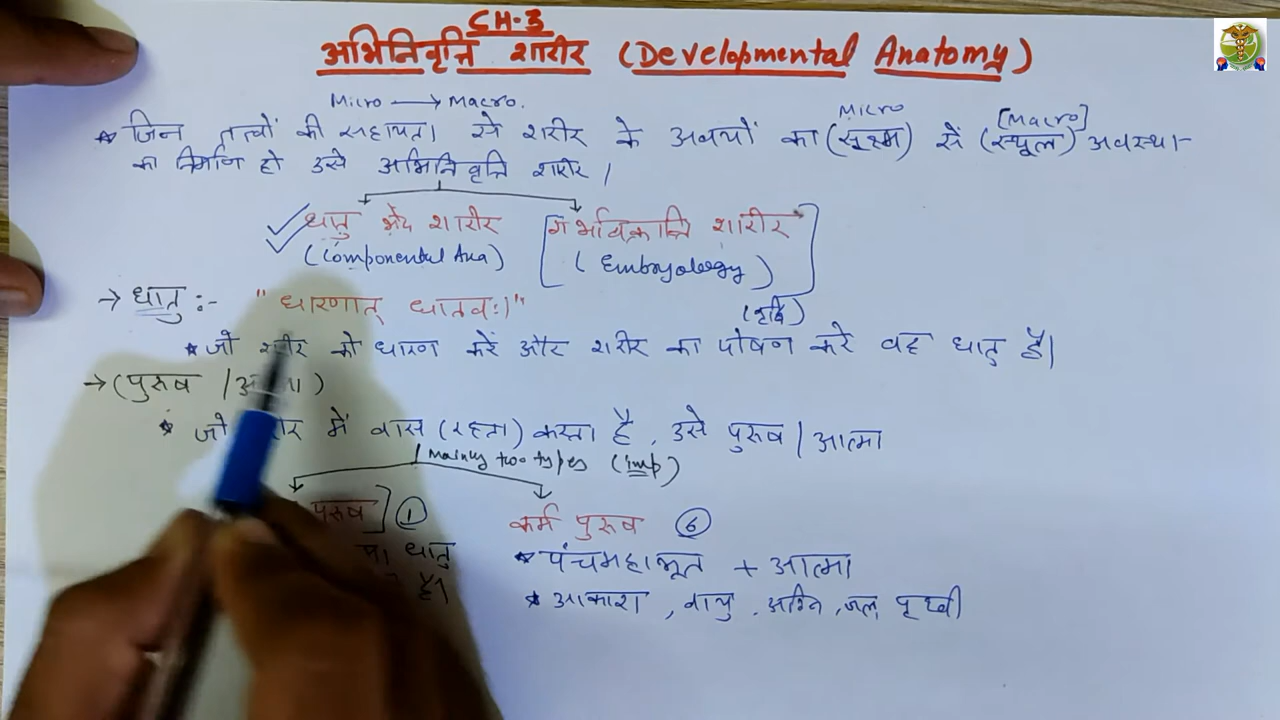 CH-3
अभिनिवृत्ति शारीर (Developmental Anatomy)
Micro → Macro.
Micro
[Macro]
* जिन तत्वों की सहायता से शरीर के अवयवों का (सूक्ष्म) से (स्थूल) अवस्था-
का निर्माण हो उसे अभिनिवृत्ति शारीर।
धातु भेद शारीर
गर्भावक्रान्ति शारीर
(Componental Ana)
(Embryology)
→ धातु :- "धारणात् धातवः।"
* जो शरीर को धारण करें और शरीर का पोषण करे वह धातु है।
→ (पुरुष /
* जो में वास (रहता) करता है, उसे पुरुष / आत्मा
mainly two types (imp)
पुरुष] ①
कर्म पुरुष ⑥
धातु
* पंचमहाभूत + आत्मा
है।
* आकाश, वायु, अग्नि, जल, पृथ्वी